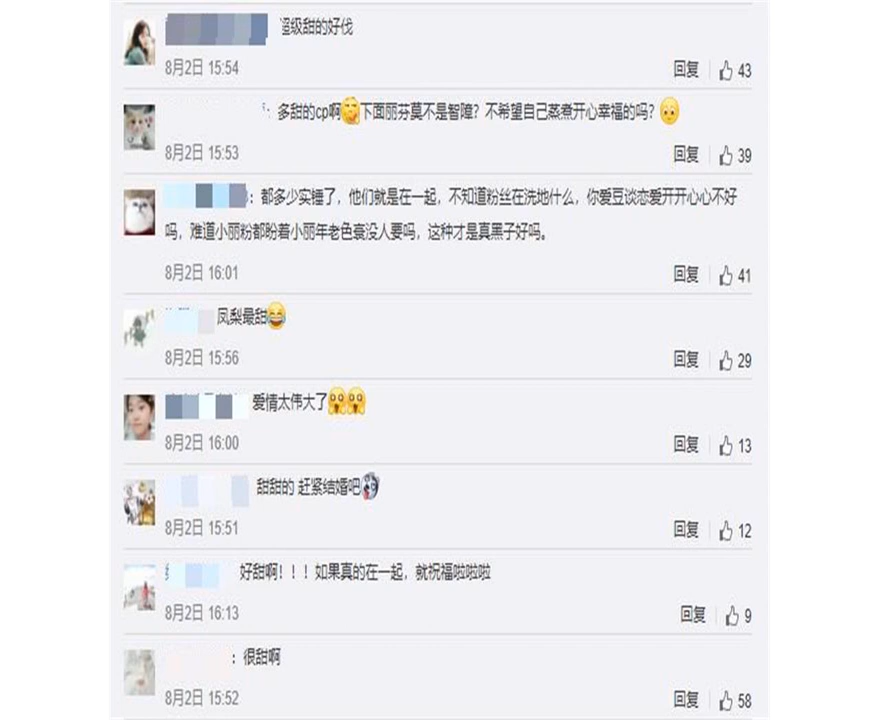 超级甜的好伐
8月2日 15:54
回复 43
：多甜的cp啊 下面丽芬莫不是智障？不希望自己蒸煮开心幸福的吗？
8月2日 15:53
回复 39
：都多少实锤了，他们就是在一起，不知道粉丝在洗地什么，你爱豆谈恋爱开开心心不好
吗，难道小丽粉都盼着小丽年老色衰没人要吗，这种才是真黑子好吗。
8月2日 16:01
回复 41
凤梨最甜
8月2日 15:56
回复 29
爱情太伟大了
8月2日 16:00
回复 13
甜甜的 赶紧结婚吧
8月2日 15:51
回复 12
好甜啊！！！如果真的在一起，就祝福啦啦啦
8月2日 16:13
回复 9
：很甜啊
8月2日 15:52
回复 58